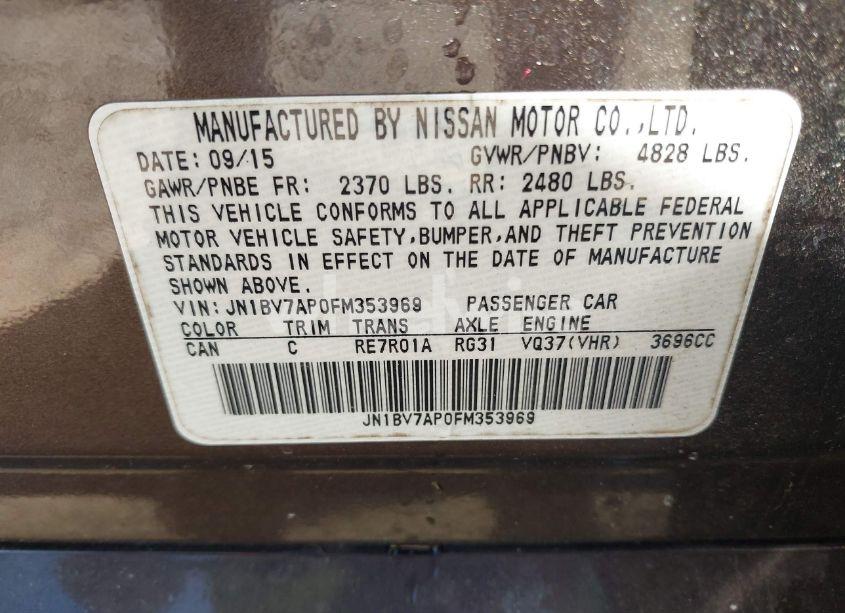 MANUFACTURED BY NISSAN MOTOR CO.,LTD.
DATE: 09/15 GVWR/PNBV: 4828 LBS.
GAWR/PNBE FR: 2370 LBS. RR: 2480 LBS.
THIS VEHICLE CONFORMS TO ALL APPLICABLE FEDERAL
MOTOR VEHICLE SAFETY,BUMPER,AND THEFT PREVENTION
STANDARDS IN EFFECT ON THE DATE OF MANUFACTURE
SHOWN ABOVE.
VIN:JN1BV7AP0FM353969 PASSENGER CAR
COLOR TRIM TRANS AXLE ENGINE
CAN C RE7R01A RG31 VQ37(VHR) 3696CC
JN1BV7AP0FM353969